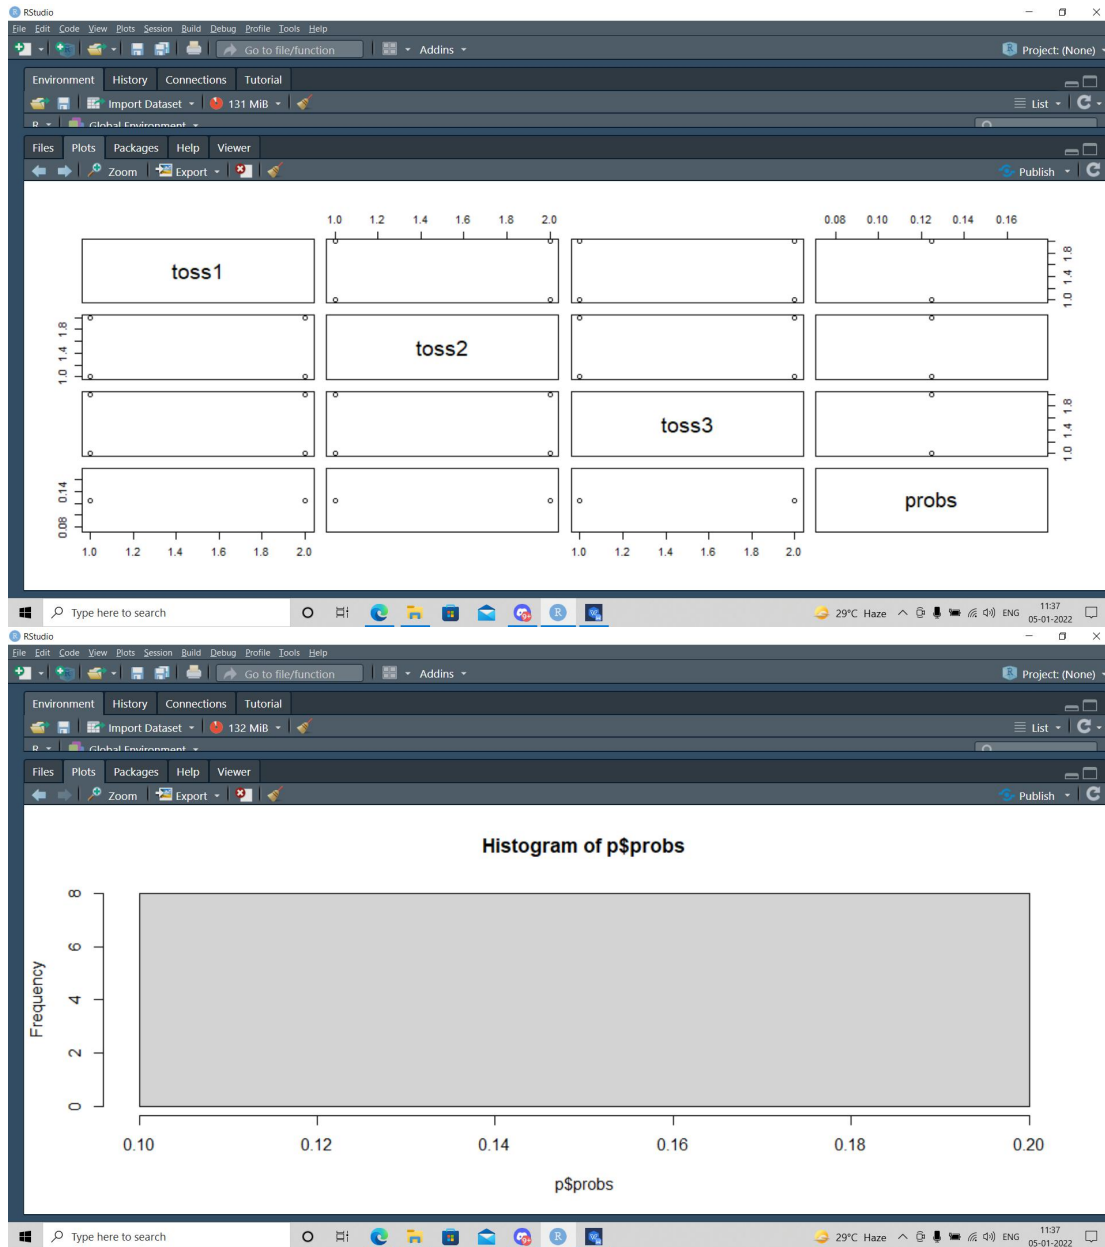 RStudio
File Edit Code View Plots Session Build Debug Profile Tools Help
Go to file/function Addins Project: (None)
Environment History Connections Tutorial
Import Dataset 131 MiB List
R Global Environment
Files Plots Packages Help Viewer
Zoom Export Publish
1.0 1.2 1.4 1.6 1.8 2.0 0.08 0.10 0.12 0.14 0.16
toss1
1.0 1.4 1.8
toss2
1.0 1.4 1.8
toss3
1.0 1.4 1.8
probs
0.08 0.14
1.0 1.2 1.4 1.6 1.8 2.0 1.0 1.2 1.4 1.6 1.8 2.0
Type here to search 29°C Haze ENG 11:37
05-01-2022
RStudio
File Edit Code View Plots Session Build Debug Profile Tools Help
Go to file/function Addins Project: (None)
Environment History Connections Tutorial
Import Dataset 132 MiB List
R Global Environment
Files Plots Packages Help Viewer
Zoom Export Publish
Histogram of p$probs
Frequency
8
6
4
2
0
0.10 0.12 0.14 0.16 0.18 0.20
p$probs
Type here to search 29°C Haze ENG 11:37
05-01-2022